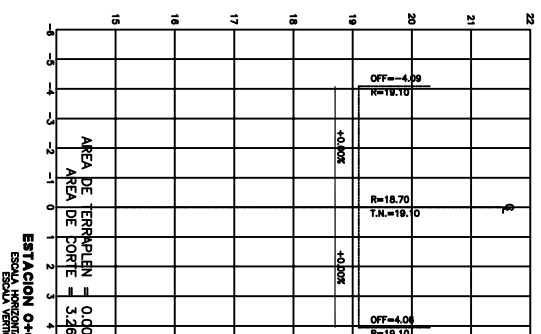 15
16
17
18
19
20
21
22
-6
-5
-4
-3
-2
-1
0
1
2
3
4
OFF=-4.09
R=19.10
+0.00%
R=18.70
T.N.=19.10
CL
+0.00%
OFF=4.06
R=19.10
AREA DE TERRAPLEN = 0.00
AREA DE CORTE = 3.26
ESTACION 0+
ESCALA HORIZONT
ESCALA VERTI